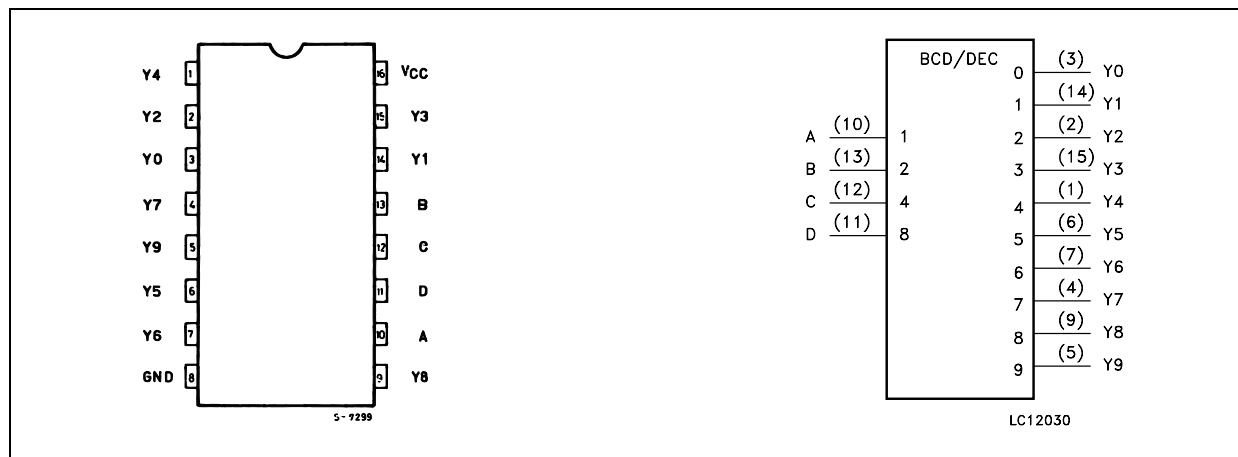 Y4 1 16 VCC
Y2 2 15 Y3
Y0 3 14 Y1
Y7 4 13 B
Y9 5 12 C
Y5 6 11 D
Y6 7 10 A
GND 8 9 Y8
S-7299
BCD/DEC
0 (3) Y0
1 (14) Y1
A (10) 1 2 (2) Y2
B (13) 2 3 (15) Y3
C (12) 4 4 (1) Y4
D (11) 8 5 (6) Y5
6 (7) Y6
7 (4) Y7
8 (9) Y8
9 (5) Y9
LC12030